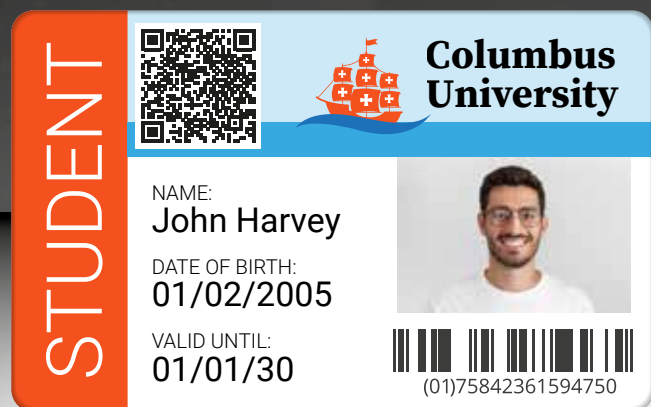 STUDENT
Columbus
University
NAME:
John Harvey
DATE OF BIRTH:
01/02/2005
VALID UNTIL:
01/01/30
(01)75842361594750